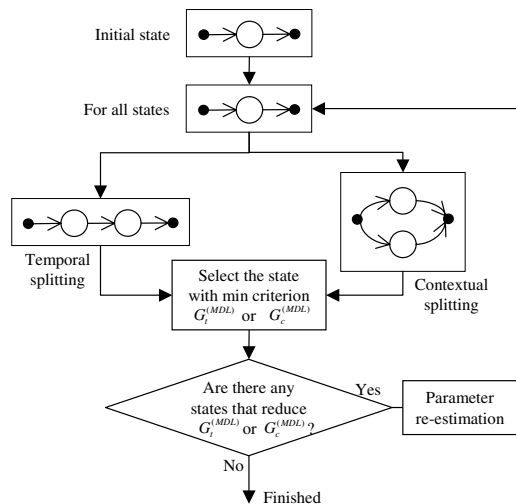 Initial state
For all states
Temporal
splitting
Contextual
splitting
Select the state
with min criterion
G_t^{(MDL)} or G_c^{(MDL)}
Are there any
states that reduce
G_t^{(MDL)} or G_c^{(MDL)} ?
Yes
Parameter
re-estimation
No
Finished